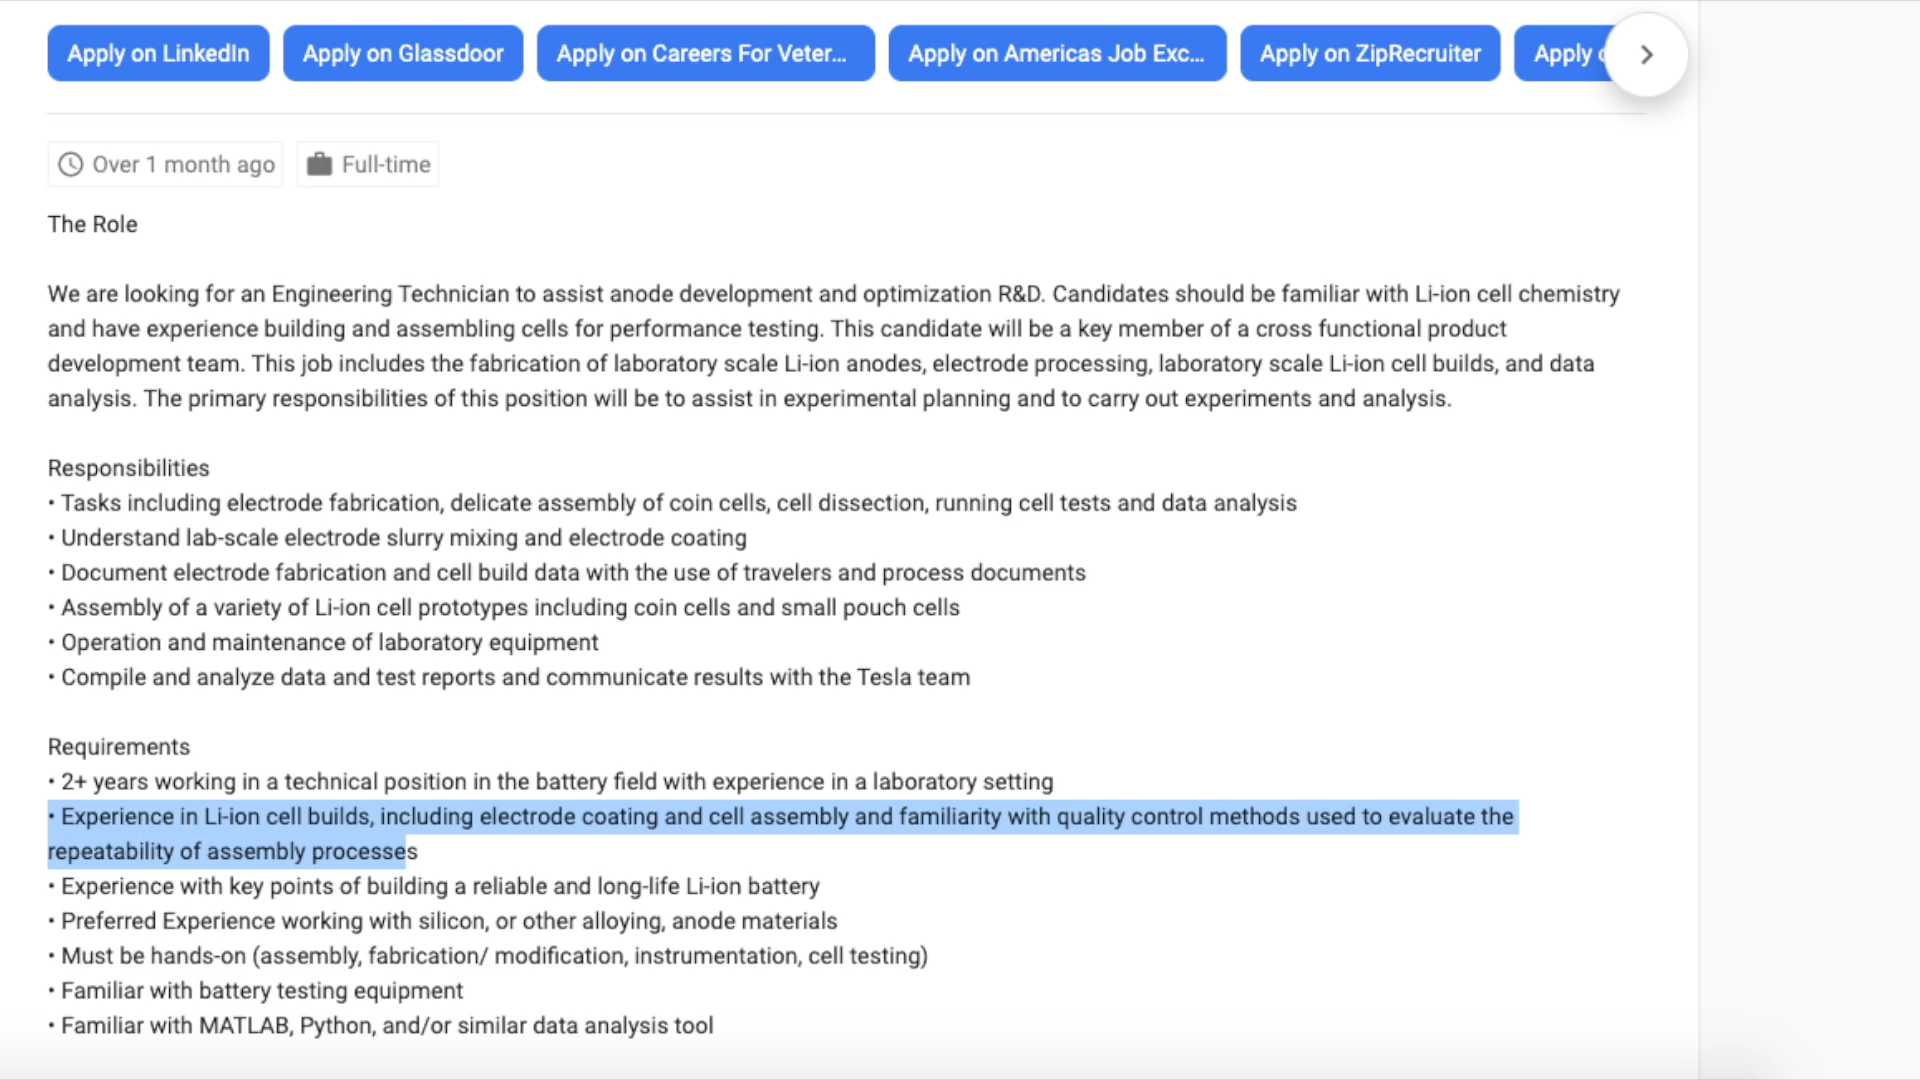 Apply on LinkedIn Apply on Glassdoor Apply on Careers For Veter... Apply on Americas Job Exc... Apply on ZipRecruiter Apply
Over 1 month ago Full-time
The Role
We are looking for an Engineering Technician to assist anode development and optimization R&D. Candidates should be familiar with Li-ion cell chemistry
and have experience building and assembling cells for performance testing. This candidate will be a key member of a cross functional product
development team. This job includes the fabrication of laboratory scale Li-ion anodes, electrode processing, laboratory scale Li-ion cell builds, and data
analysis. The primary responsibilities of this position will be to assist in experimental planning and to carry out experiments and analysis.
Responsibilities
• Tasks including electrode fabrication, delicate assembly of coin cells, cell dissection, running cell tests and data analysis
• Understand lab-scale electrode slurry mixing and electrode coating
• Document electrode fabrication and cell build data with the use of travelers and process documents
• Assembly of a variety of Li-ion cell prototypes including coin cells and small pouch cells
• Operation and maintenance of laboratory equipment
• Compile and analyze data and test reports and communicate results with the Tesla team
Requirements
• 2+ years working in a technical position in the battery field with experience in a laboratory setting
• Experience in Li-ion cell builds, including electrode coating and cell assembly and familiarity with quality control methods used to evaluate the
repeatability of assembly processes
• Experience with key points of building a reliable and long-life Li-ion battery
• Preferred Experience working with silicon, or other alloying, anode materials
• Must be hands-on (assembly, fabrication/ modification, instrumentation, cell testing)
• Familiar with battery testing equipment
• Familiar with MATLAB, Python, and/or similar data analysis tool